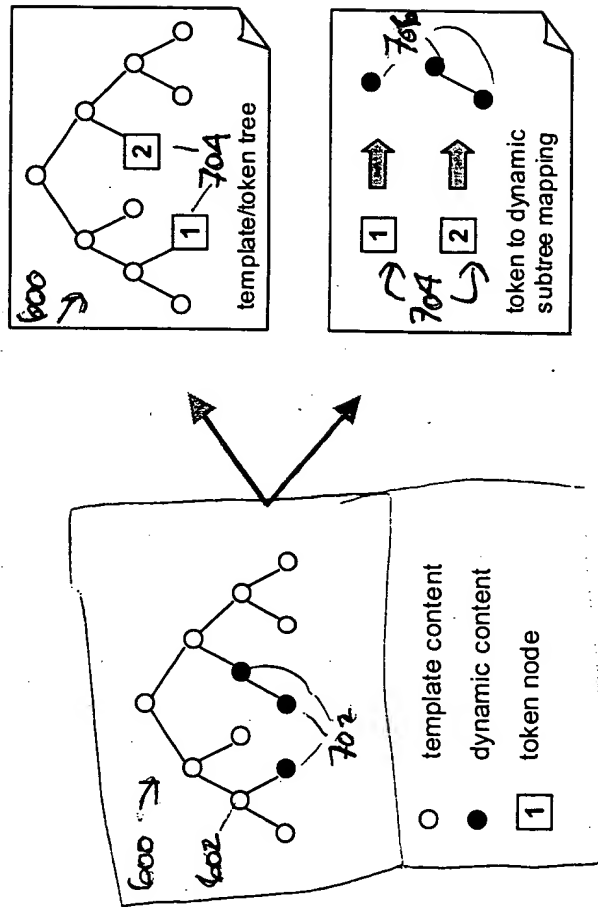 600
602
702
template content
dynamic content
1
token node
600
2
704
1
template/token tree
706
1
2
704
token to dynamic
subtree mapping